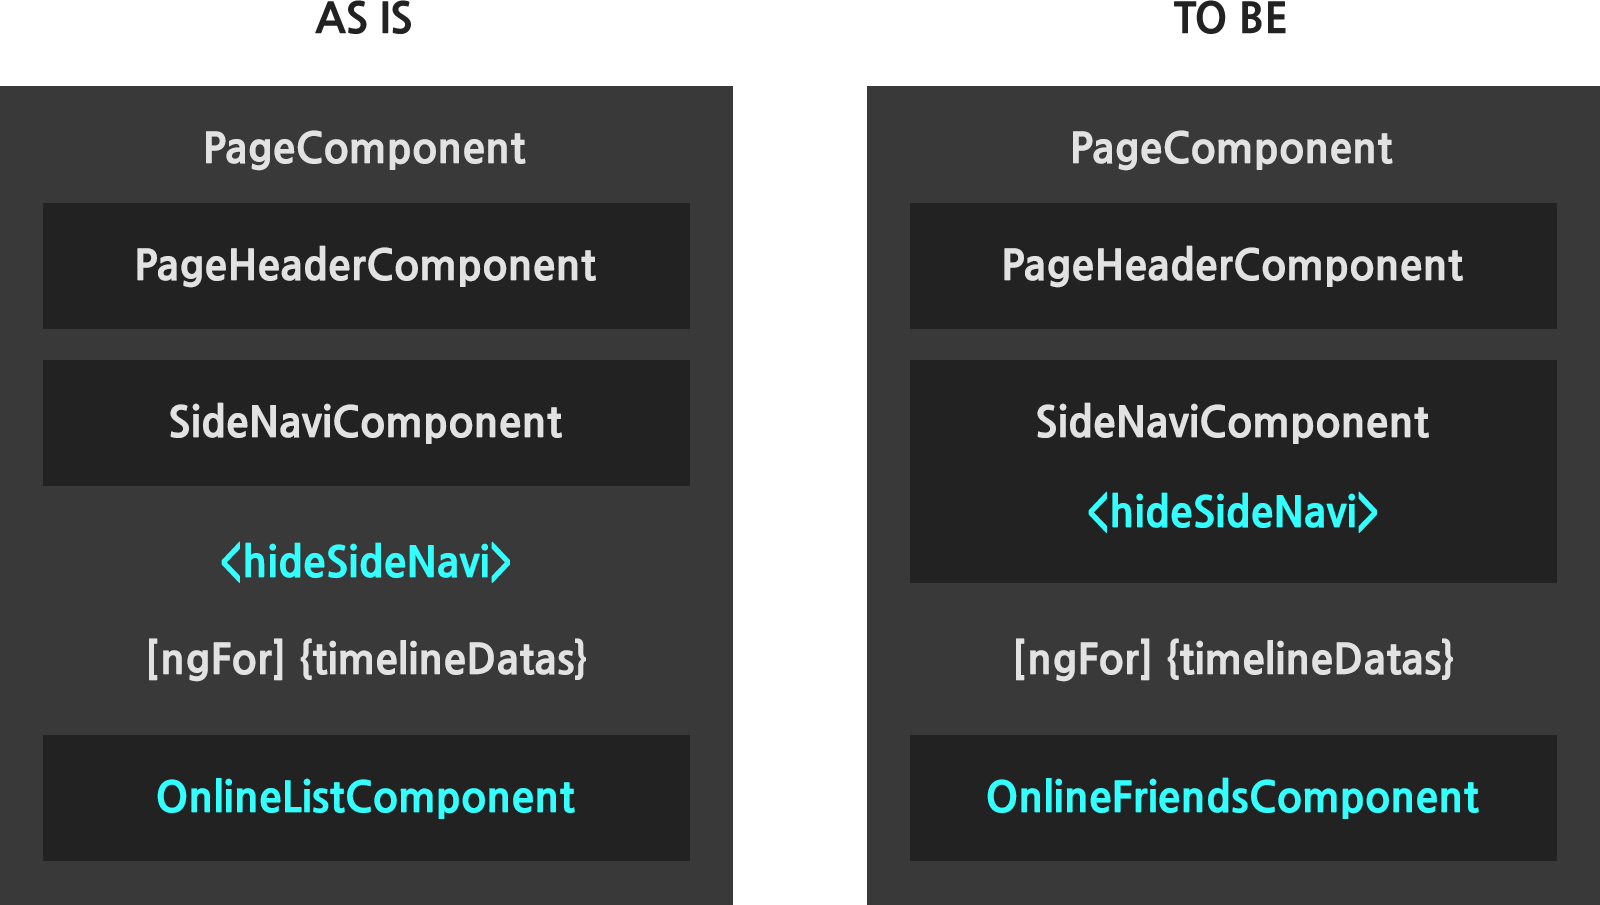 AS IS
PageComponent
PageHeaderComponent
SideNaviComponent
<hideSideNavi>
[ngFor] {timelineDatas}
OnlineListComponent
TO BE
PageComponent
PageHeaderComponent
SideNaviComponent
<hideSideNavi>
[ngFor] {timelineDatas}
OnlineFriendsComponent